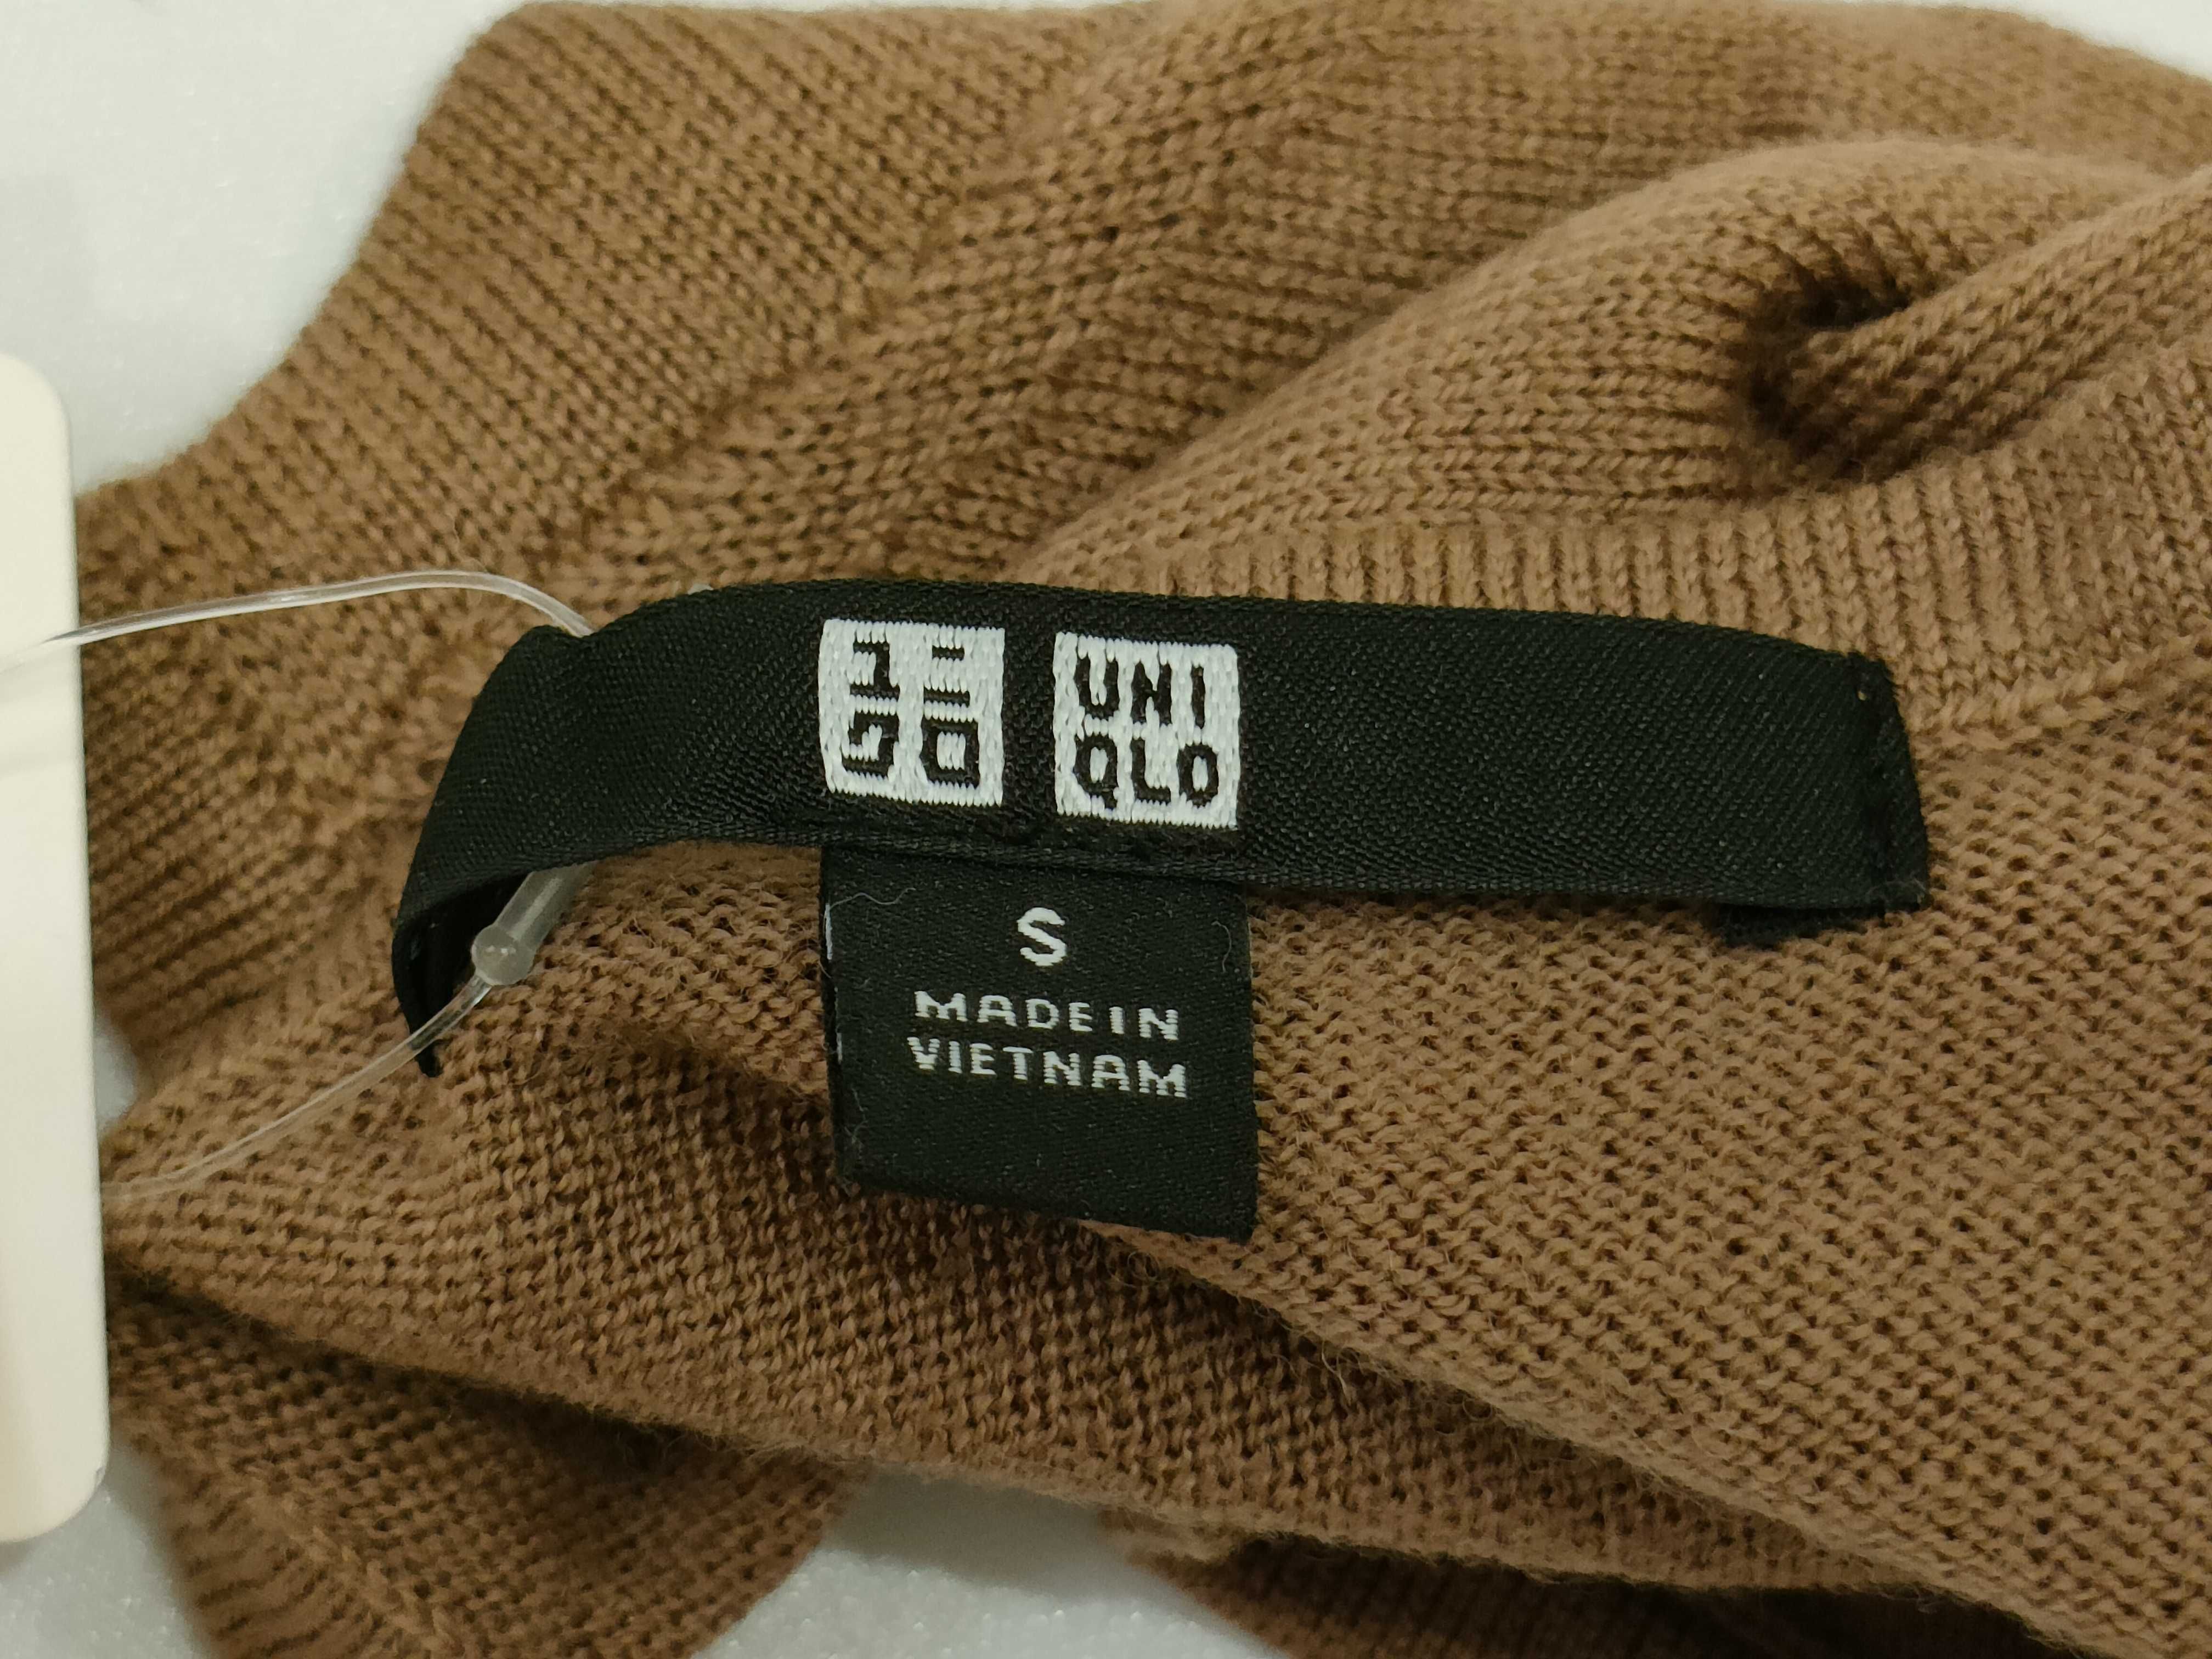 ユニ
クロ
UNI
QLO
S
MADE IN
VIETNAM